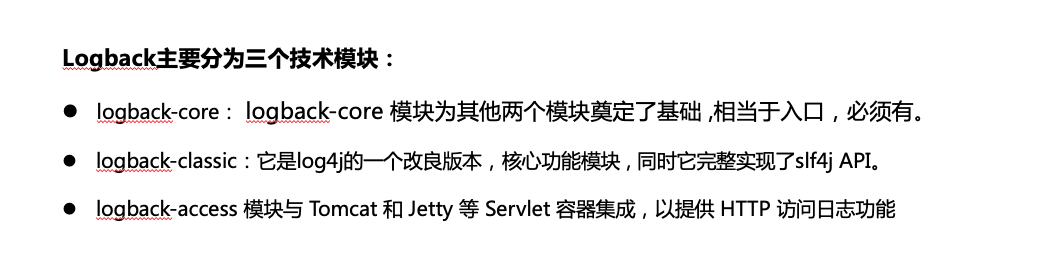 Logback主要分为三个技术模块：
● logback-core： logback-core 模块为其他两个模块奠定了基础 ,相当于入口，必须有。
● logback-classic：它是log4j的一个改良版本，核心功能模块，同时它完整实现了slf4j API。
● logback-access 模块与 Tomcat 和 Jetty 等 Servlet 容器集成，以提供 HTTP 访问日志功能